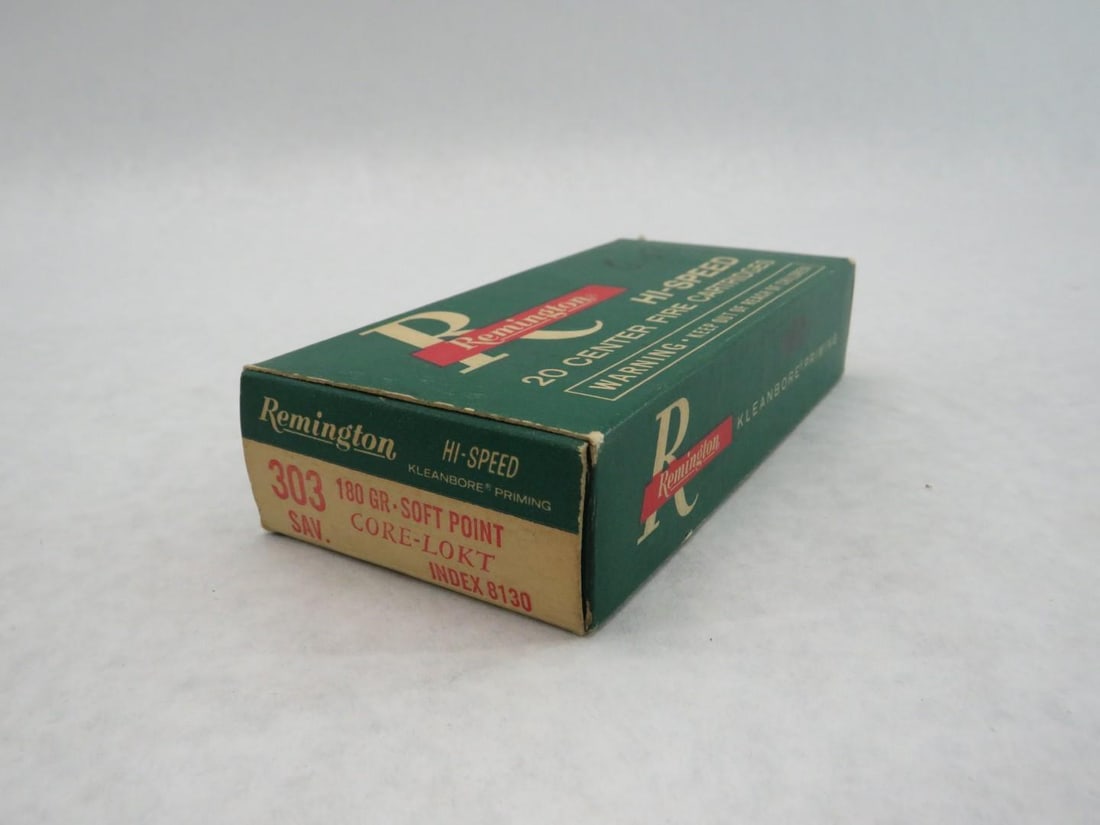 Remington
HI-SPEED
20 CENTER FIRE CARTRIDGES
WARNING • KEEP OUT OF REACH OF CHILDREN
Remington
HI-SPEED
KLEANBORE® PRIMING
303
SAV.
180 GR. SOFT POINT
CORE-LOKT
INDEX 8130
R
Remington
KLEANBORE® PRIMING